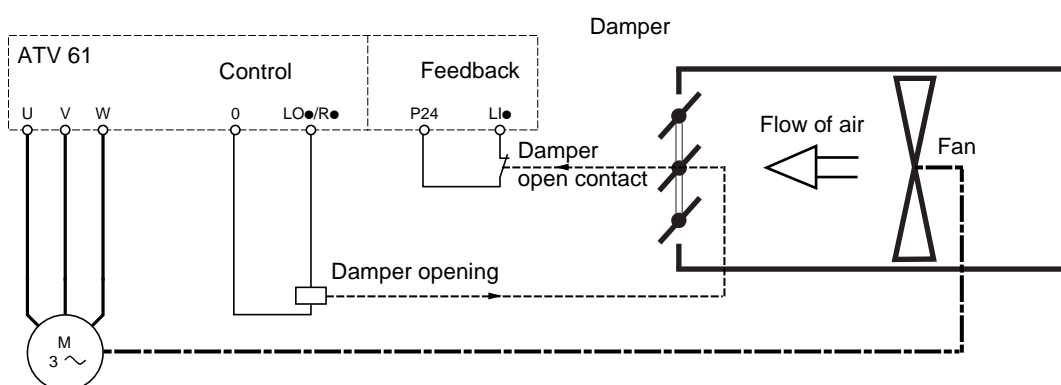 Damper
ATV 61
Control
Feedback
U V W 0 LO●/R● P24 LI●
Flow of air
Fan
Damper
open contact
Damper opening
M
3